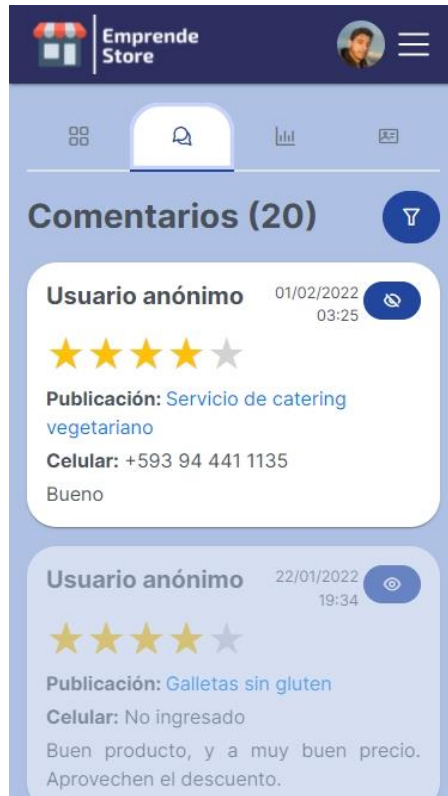 Emprende
Store
Comentarios (20)
Usuario anónimo
01/02/2022
03:25
Publicación: Servicio de catering
vegetariano
Celular: +593 94 441 1135
Bueno
Usuario anónimo
22/01/2022
19:34
Publicación: Galletas sin gluten
Celular: No ingresado
Buen producto, y a muy buen precio.
Aprovechen el descuento.